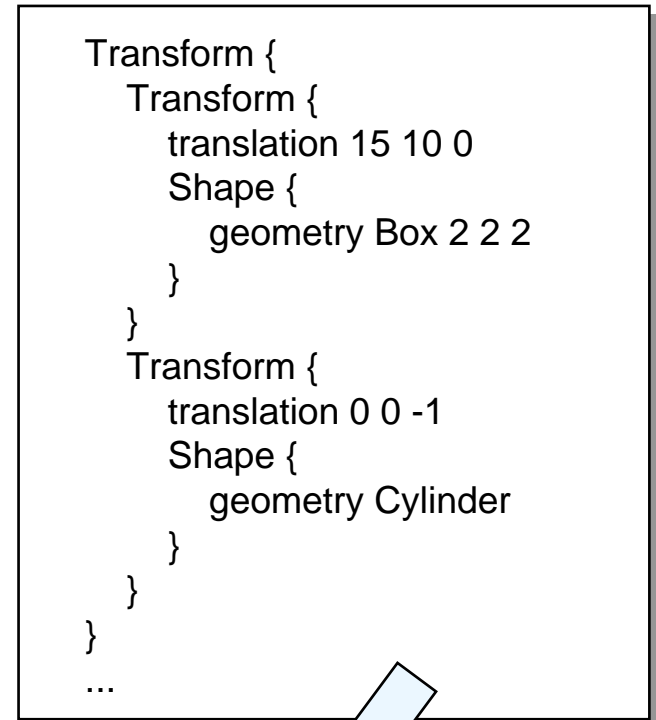 Transform {
Transform {
translation 15 10 0
Shape {
geometry Box 2 2 2
}
}
Transform {
translation 0 0 -1
Shape {
geometry Cylinder
}
}
}
...